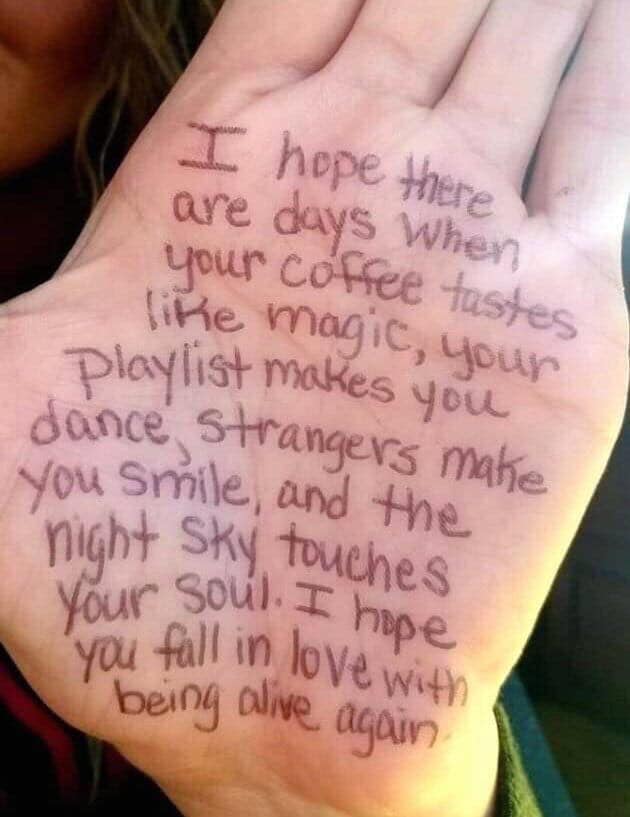 I hope there
are days when
your coffee tastes
like magic, your
playlist makes you
dance, strangers make
you smile, and the
night sky touches
your soul. I hope
you fall in love with
being alive again.